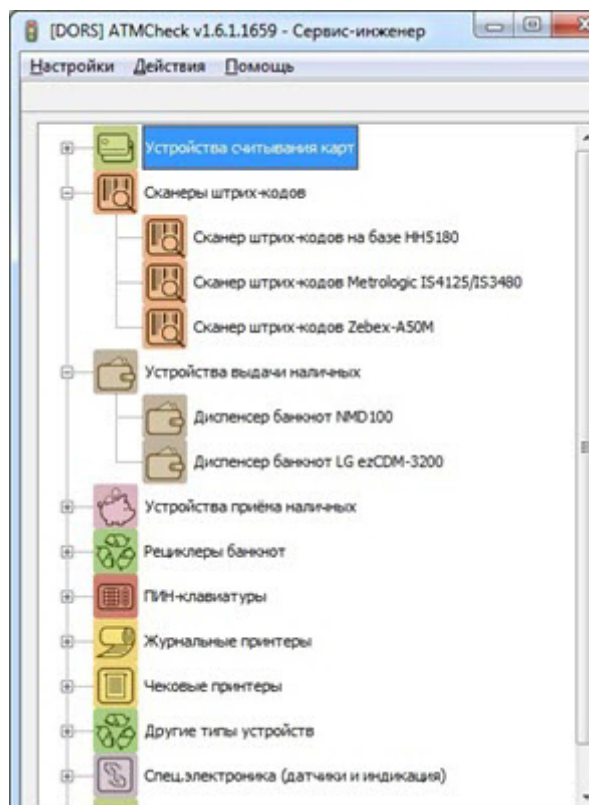 [DORS] ATMCheck v1.6.1.1659 - Сервис-инженер
Настройки Действия Помощь
Устройства считывания карт
Сканеры штрих-кодов
Сканер штрих-кодов на базе HH5180
Сканер штрих-кодов Metrologic IS4125/IS3480
Сканер штрих-кодов Zebex-A50M
Устройства выдачи наличных
Диспенсер банкнот NMD100
Диспенсер банкнот LG ezCDM-3200
Устройства приёма наличных
Рециклеры банкнот
ПИН-клавиатуры
Журнальные принтеры
Чековые принтеры
Другие типы устройств
Спец.электроника (датчики и индикация)